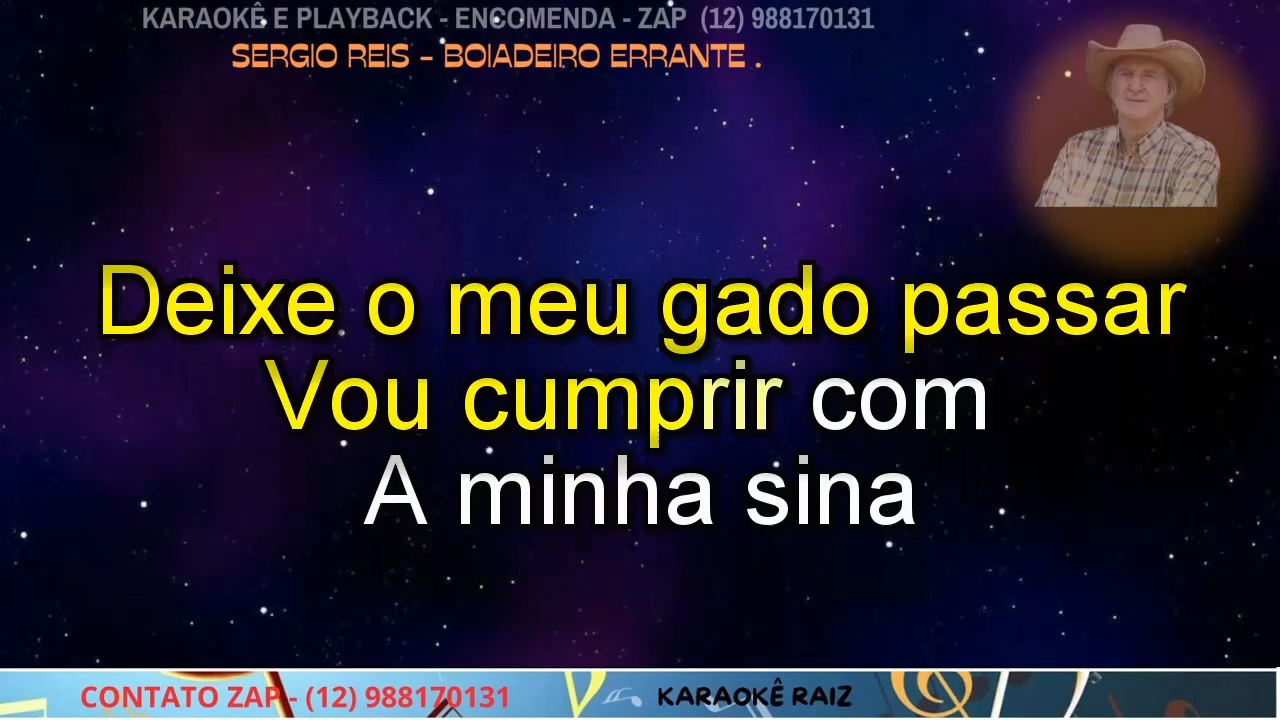 KARAOKÊ E PLAYBACK - ENCOMENDA - ZAP (12) 988170131
SERGIO REIS - BOIADEIRO ERRANTE .
Deixe o meu gado passar
Vou cumprir com
A minha sina
CONTATO ZAP - (12) 988170131
KARAOKÊ RAIZ